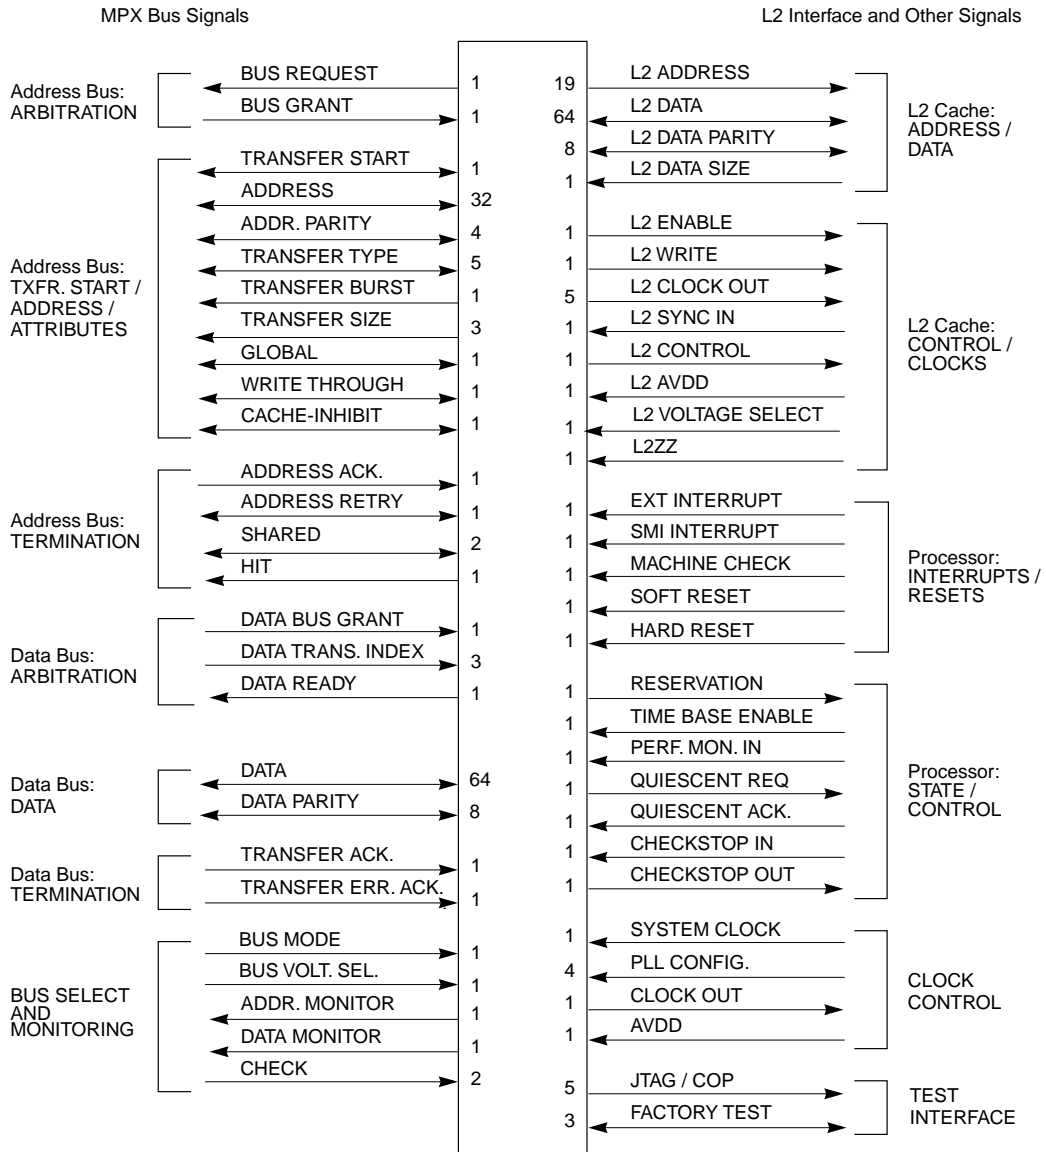 MPX Bus Signals
L2 Interface and Other Signals
Address Bus:
ARBITRATION
BUS REQUEST
1
BUS GRANT
1
Address Bus:
TXFR. START /
ADDRESS /
ATTRIBUTES
TRANSFER START
1
ADDRESS
32
ADDR. PARITY
4
TRANSFER TYPE
5
TRANSFER BURST
1
TRANSFER SIZE
3
GLOBAL
1
WRITE THROUGH
1
CACHE-INHIBIT
1
Address Bus:
TERMINATION
ADDRESS ACK.
1
ADDRESS RETRY
1
SHARED
2
HIT
1
Data Bus:
ARBITRATION
DATA BUS GRANT
1
DATA TRANS. INDEX
3
DATA READY
1
Data Bus:
DATA
DATA
64
DATA PARITY
8
Data Bus:
TERMINATION
TRANSFER ACK.
1
TRANSFER ERR. ACK.
1
BUS SELECT
AND
MONITORING
BUS MODE
1
BUS VOLT. SEL.
1
ADDR. MONITOR
1
DATA MONITOR
1
CHECK
2
19
L2 ADDRESS
64
L2 DATA
8
L2 DATA PARITY
1
L2 DATA SIZE
L2 Cache:
ADDRESS /
DATA
1
L2 ENABLE
1
L2 WRITE
5
L2 CLOCK OUT
1
L2 SYNC IN
1
L2 CONTROL
1
L2 AVDD
1
L2 VOLTAGE SELECT
1
L2ZZ
L2 Cache:
CONTROL /
CLOCKS
1
EXT INTERRUPT
1
SMI INTERRUPT
1
MACHINE CHECK
1
SOFT RESET
1
HARD RESET
Processor:
INTERRUPTS /
RESETS
1
RESERVATION
1
TIME BASE ENABLE
1
PERF. MON. IN
1
QUIESCENT REQ
1
QUIESCENT ACK.
1
CHECKSTOP IN
1
CHECKSTOP OUT
Processor:
STATE /
CONTROL
1
SYSTEM CLOCK
4
PLL CONFIG.
1
CLOCK OUT
1
AVDD
CLOCK
CONTROL
5
JTAG / COP
3
FACTORY TEST
TEST
INTERFACE